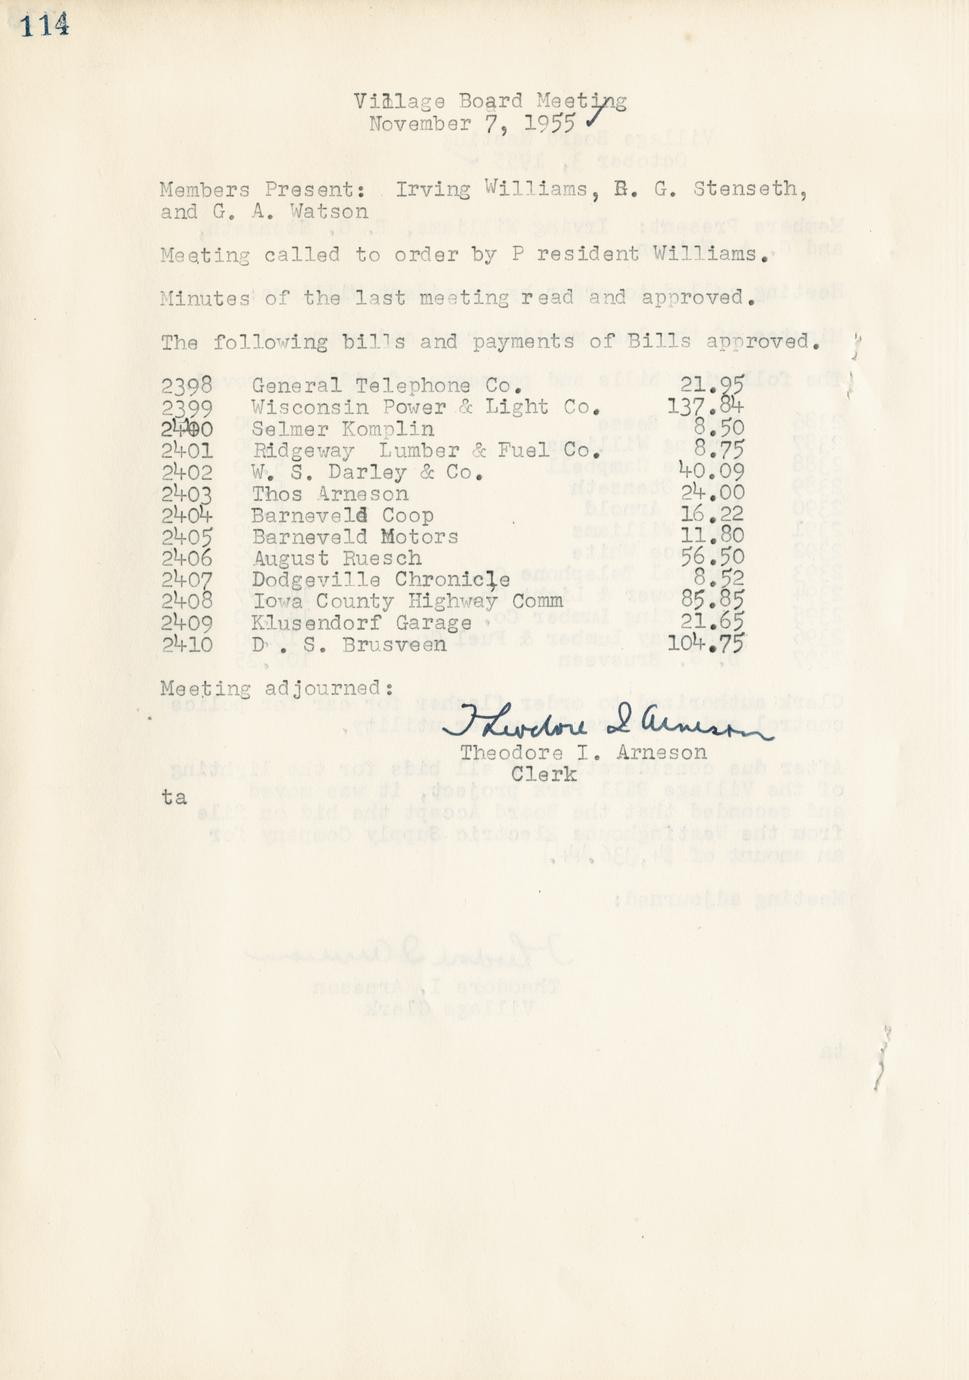 114
Village Board Meeting
November 7, 1955
Members Present: Irving Williams, R. G. Stenseth,
and G. A. Watson
Meeting called to order by P resident Williams.
Minutes of the last meeting read and approved.
The following bills and payments of Bills approved.
2398 General Telephone Co. 21.95
2399 Wisconsin Power & Light Co. 137.84
2400 Selmer Komplin 8.50
2401 Ridgeway Lumber & Fuel Co. 8.75
2402 W. S. Darley & Co. 40.09
2403 Thos Arneson 24.00
2404 Barneveld Coop 16.22
2405 Barneveld Motors 11.80
2406 August Ruesch 56.50
2407 Dodgeville Chronicle 8.52
2408 Iowa County Highway Comm 85.85
2409 Klusendorf Garage 21.65
2410 D . S. Brusveen 104.75
Meeting adjourned:
Theodore I Arneson
Theodore I. Arneson
Clerk
ta